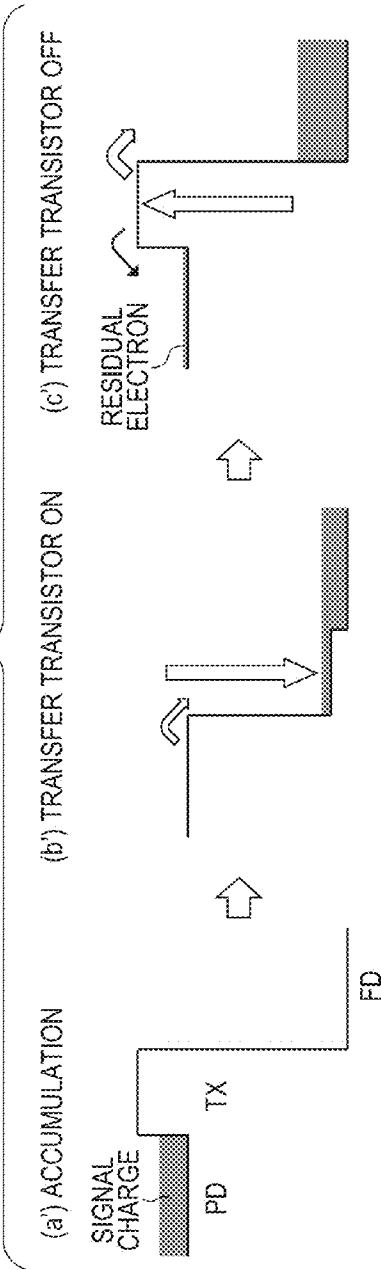 (a') ACCUMULATION
SIGNAL
CHARGE
PD
TX
FD
(b') TRANSFER TRANSISTOR ON
(c') TRANSFER TRANSISTOR OFF
RESIDUAL
ELECTRON